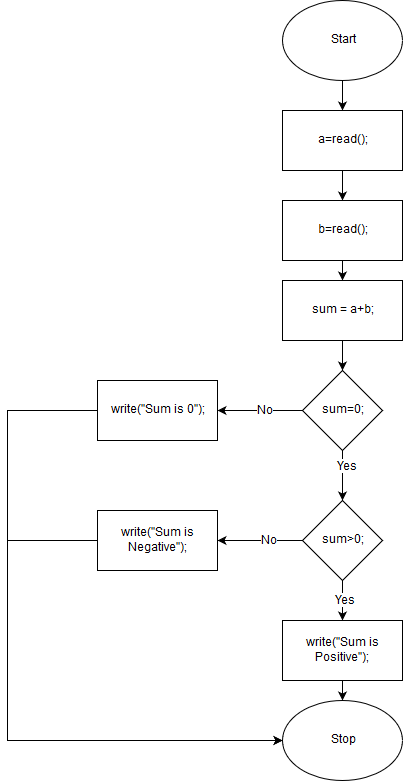 Start
a=read();
b=read();
sum = a+b;
sum=0;
No
write("Sum is 0");
Yes
sum>0;
No
write("Sum is
Negative");
Yes
write("Sum is
Positive");
Stop